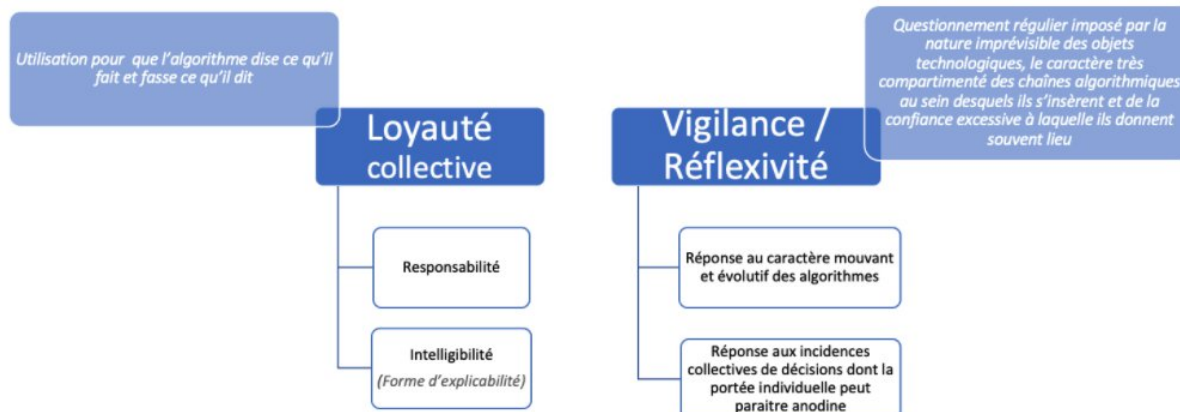 Utilisation pour que l'algorithme dise ce qu'il
fait et fasse ce qu'il dit
Loyauté
collective
Responsabilité
Intelligibilité
(Forme d'explicabilité)
Questionnement régulier imposé par la
nature imprévisible des objets
technologiques, le caractère très
compartimenté des chaînes algorithmiques
au sein desquels ils s'insèrent et de la
confiance excessive à laquelle ils donnent
souvent lieu
Vigilance /
Réflexivité
Réponse au caractère mouvant
et évolutif des algorithmes
Réponse aux incidences
collectives de décisions dont la
portée individuelle peut
paraitre anodine